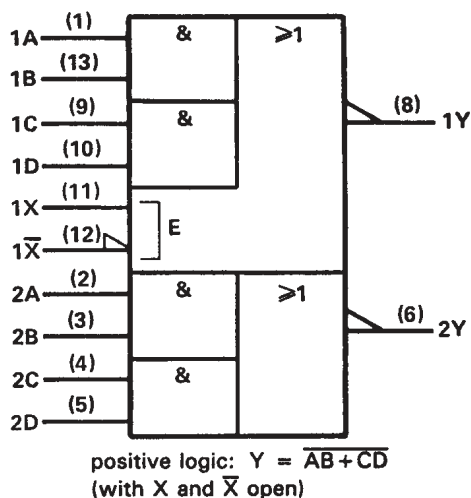 1A (1) & ≥1
1B (13)
1C (9) & (8) 1Y
1D (10)
1X (11)
1X̅ (12) E
2A (2) & ≥1
2B (3) (6) 2Y
2C (4) &
2D (5)
positive logic: Y = A̅B̅+̅C̅D̅
(with X and X̅ open)